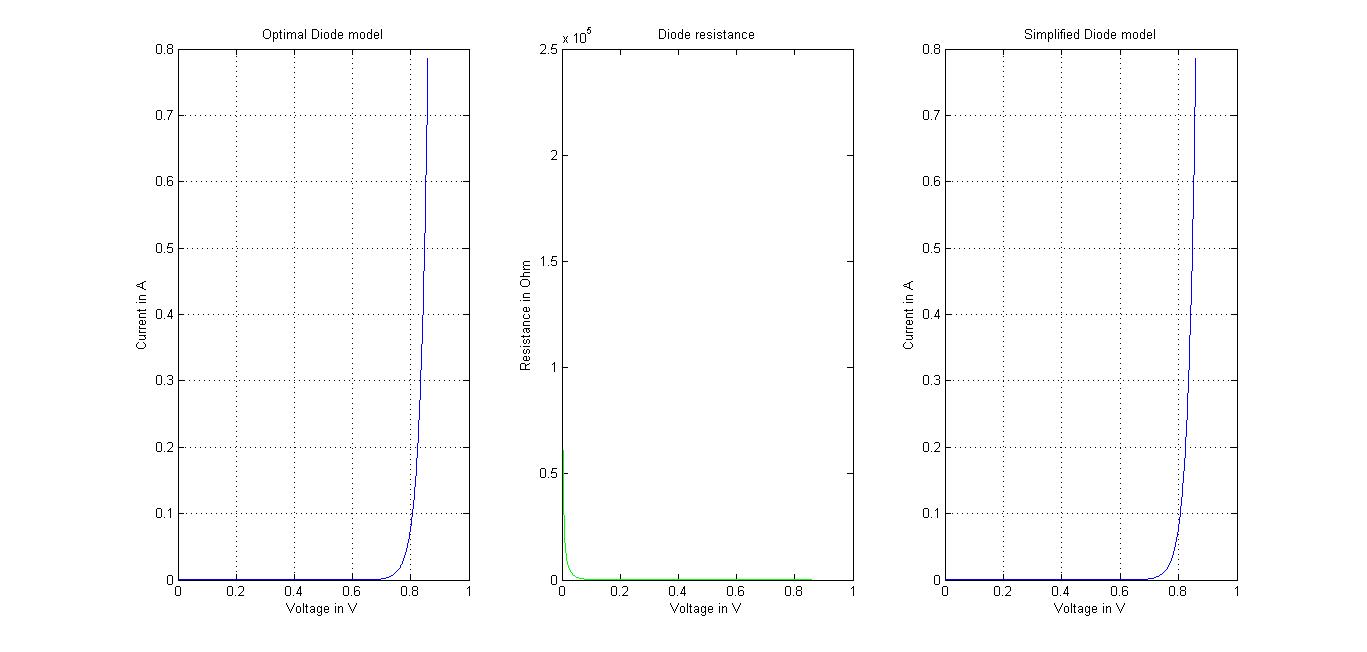 Optimal Diode model
0.8
0.7
0.6
0.5
0.4
0.3
0.2
0.1
0
Current in A
0 0.2 0.4 0.6 0.8 1
Voltage in V
Diode resistance
x 10^5
2.5
2
1.5
1
0.5
0
Resistance in Ohm
0 0.2 0.4 0.6 0.8 1
Voltage in V
Simplified Diode model
0.8
0.7
0.6
0.5
0.4
0.3
0.2
0.1
0
Current in A
0 0.2 0.4 0.6 0.8 1
Voltage in V